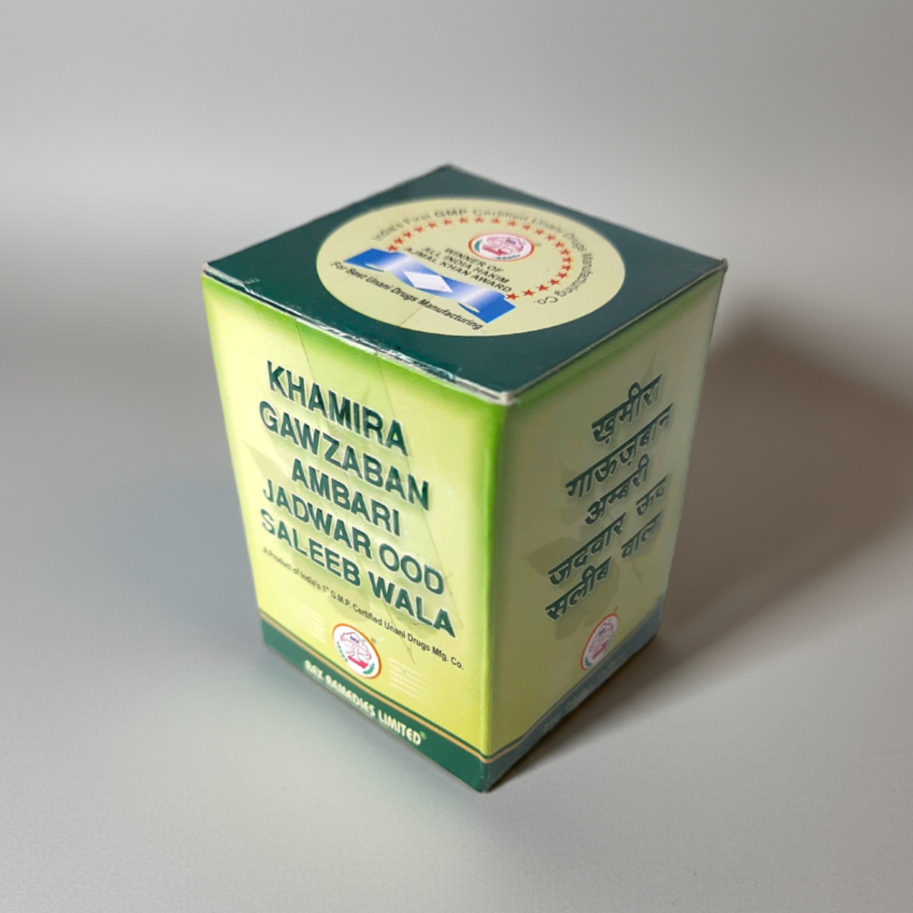 India's First GMP Certified Unani Drugs Manufacturing Co.
WINNER OF
ALL INDIA HAKIM
AJMAL KHAN AWARD
For Best Unani Drugs Manufacturing
KHAMIRA
GAWZABAN
AMBARI
JADWAR OOD
SALEEB WALA
A Product of India's 1st G.M.P. Certified Unani Drugs Mfg. Co.
REX REMEDIES LIMITED®
ख़मीरा
गाऊज़बान
अम्बरी
जदवार ऊद
सलीब वाला